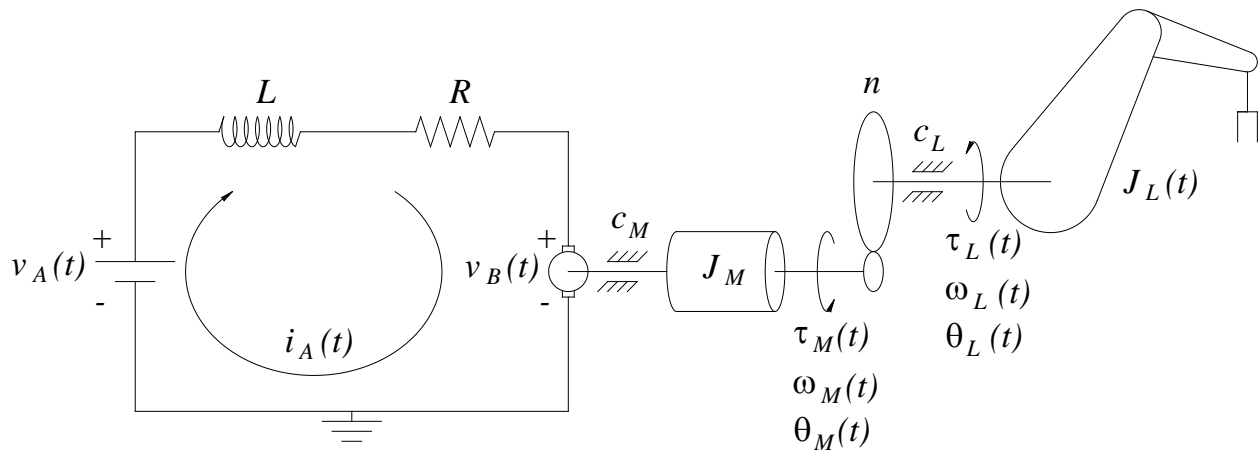 L
R
n
c_L
J_L(t)
c_M
+
+
v_A(t)
v_B(t)
J_M
-
-
i_A(t)
τ_M(t)
ω_M(t)
θ_M(t)
τ_L(t)
ω_L(t)
θ_L(t)